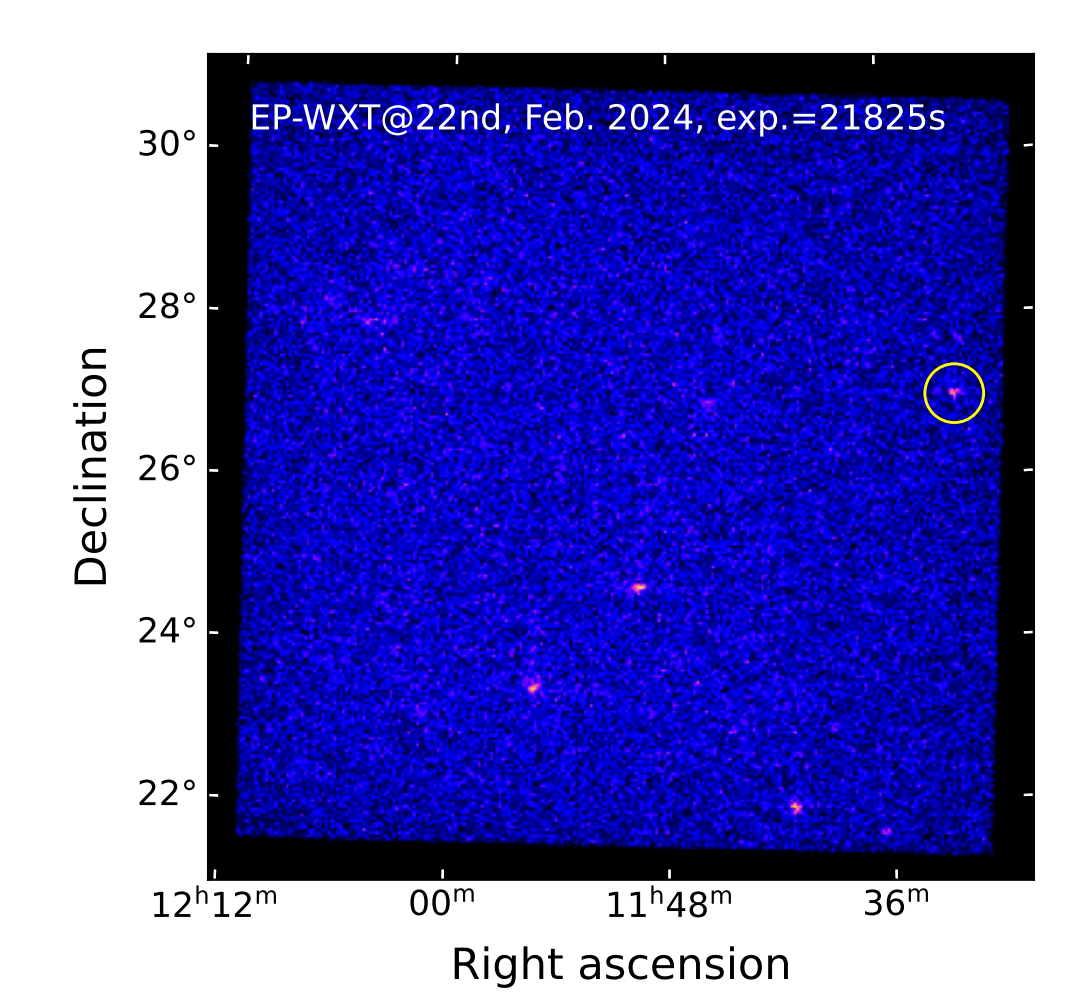 EP-WXT@22nd, Feb. 2024, exp.=21825s
30°
28°
26°
24°
22°
Declination
12ʰ12ᵐ 00ᵐ 11ʰ48ᵐ 36ᵐ
Right ascension